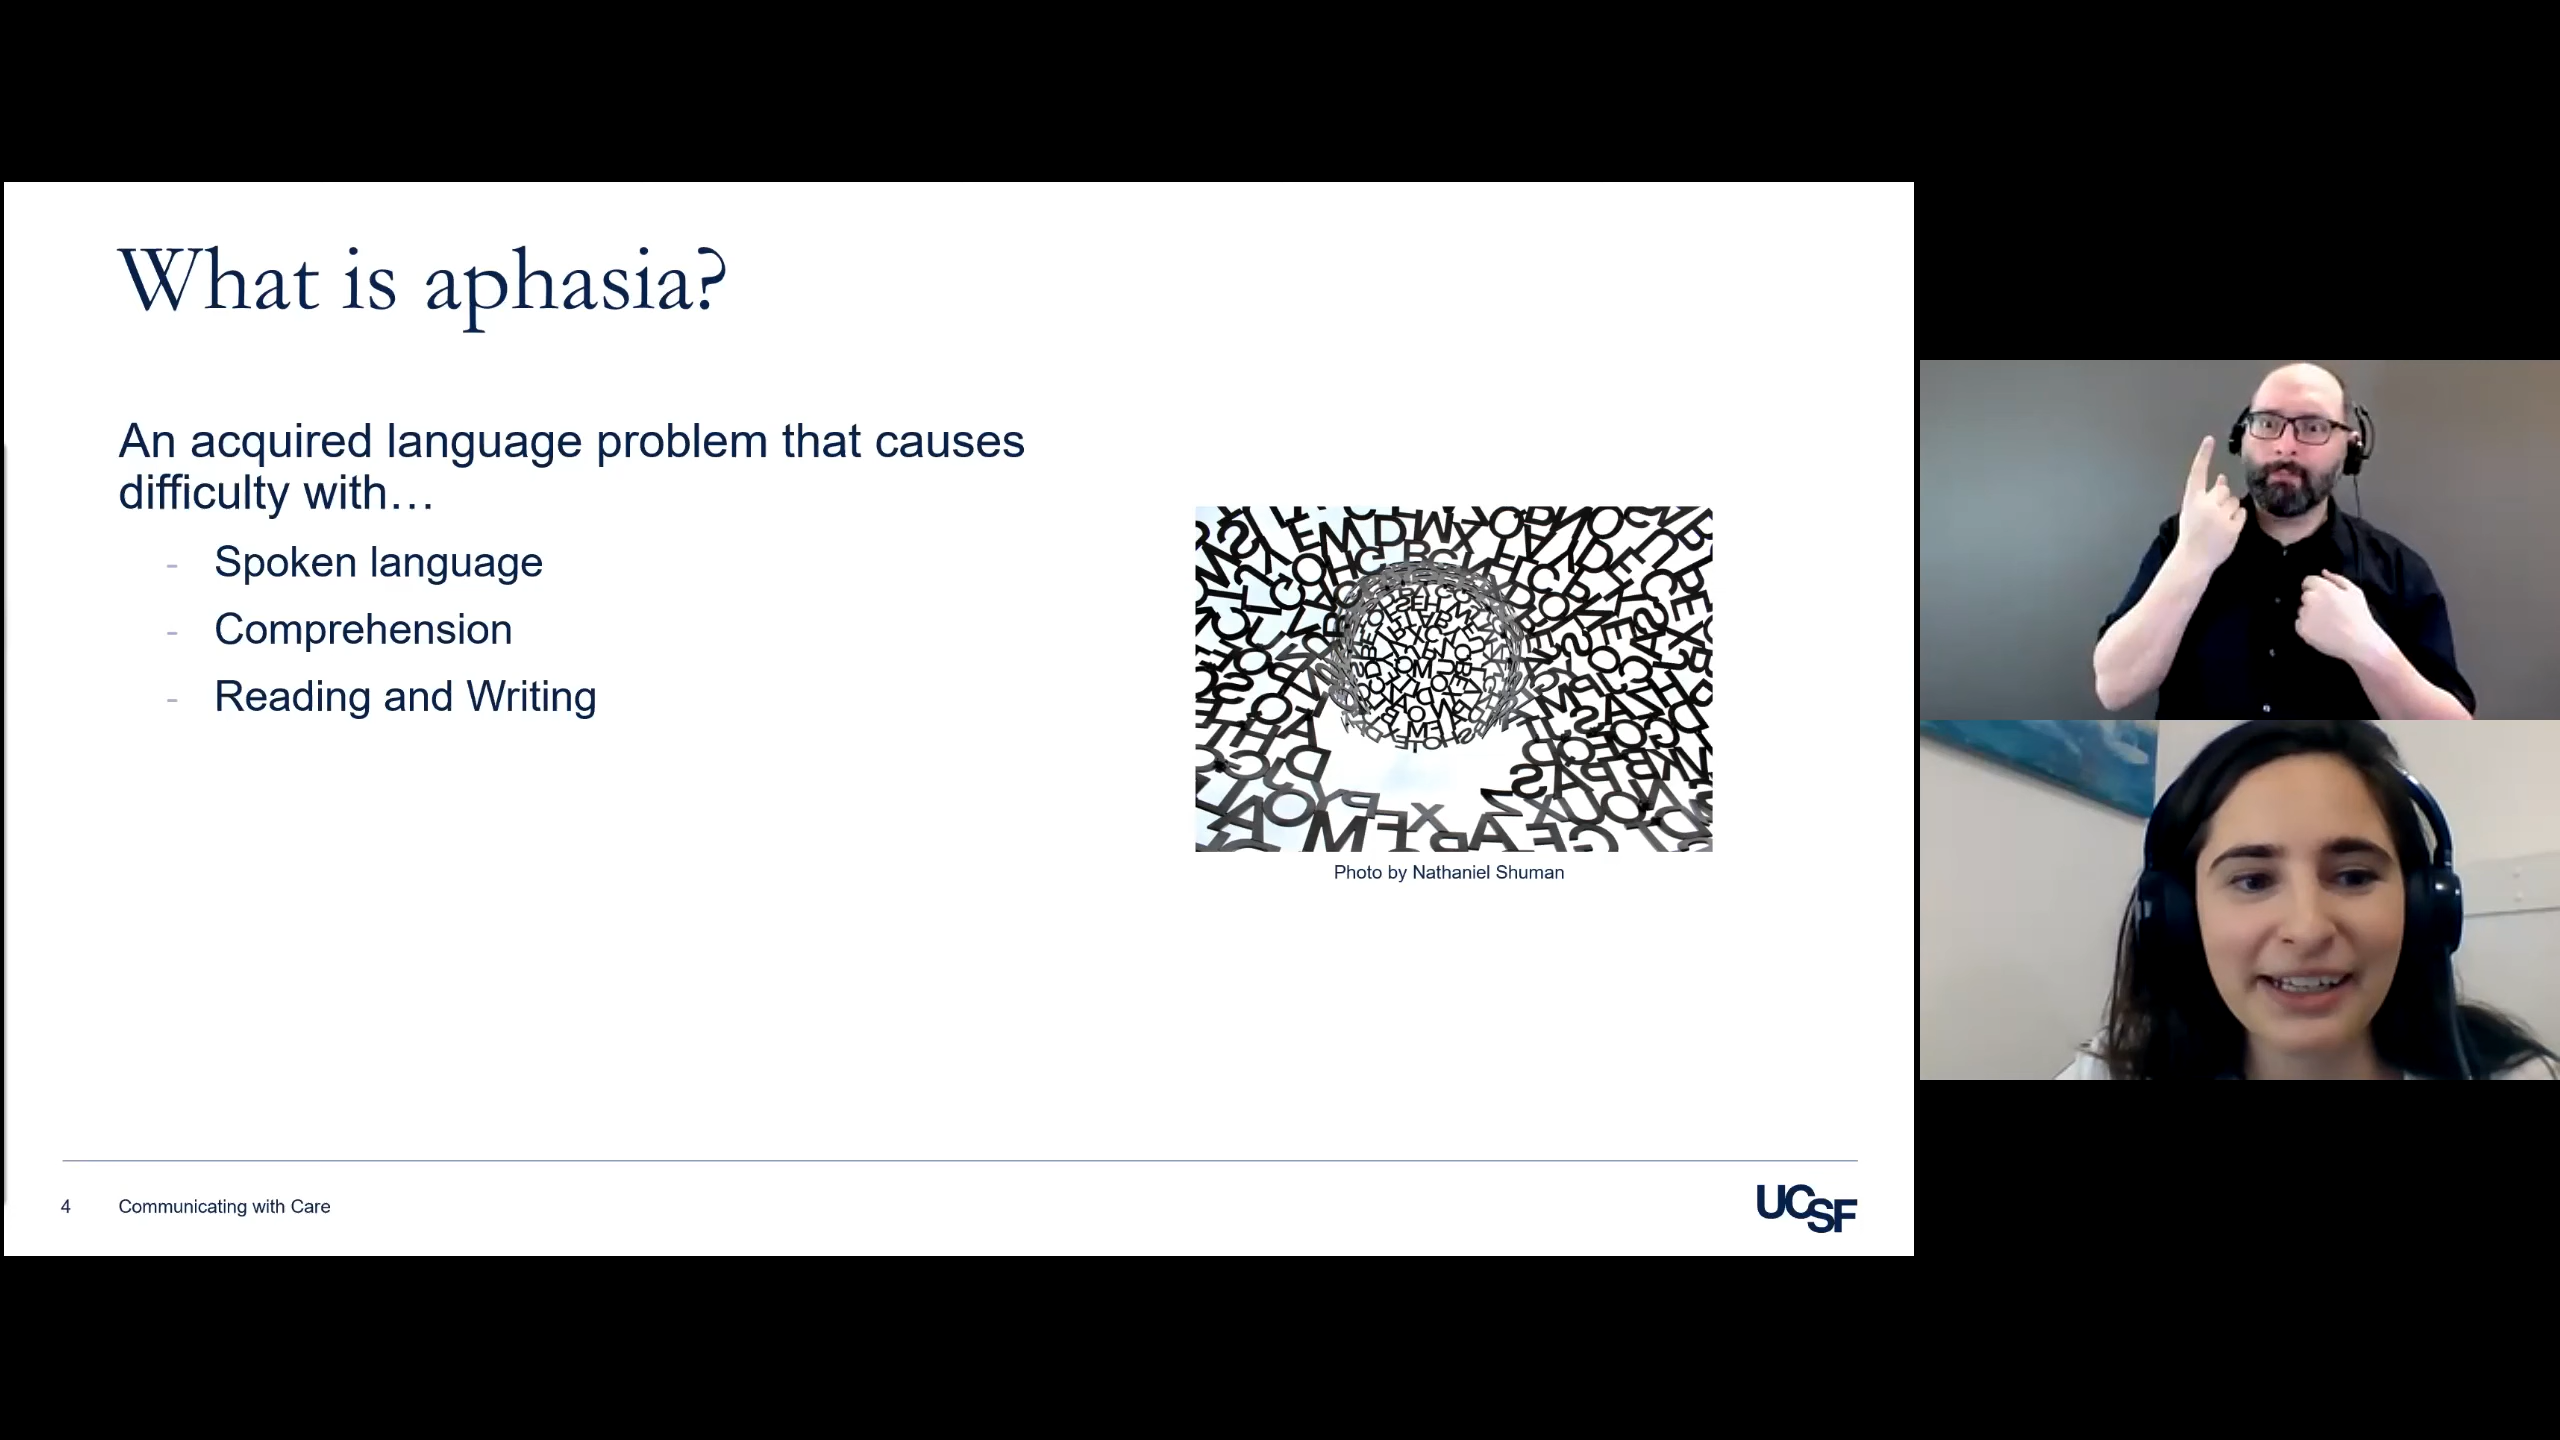 What is aphasia?
An acquired language problem that causes
difficulty with…
- Spoken language
- Comprehension
- Reading and Writing
Photo by Nathaniel Shuman
4 Communicating with Care
UCSF